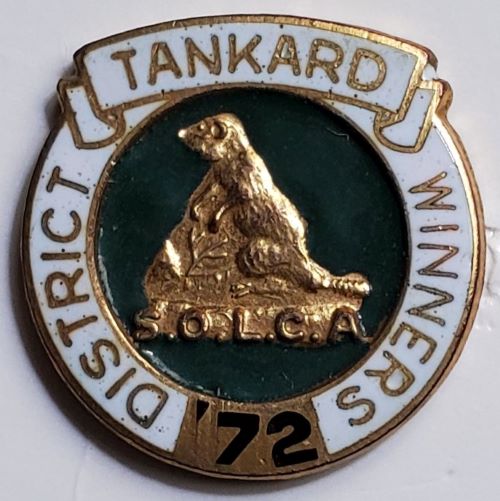 TANKARD
DISTRICT WINNERS
S.O.L.C.A.
'72